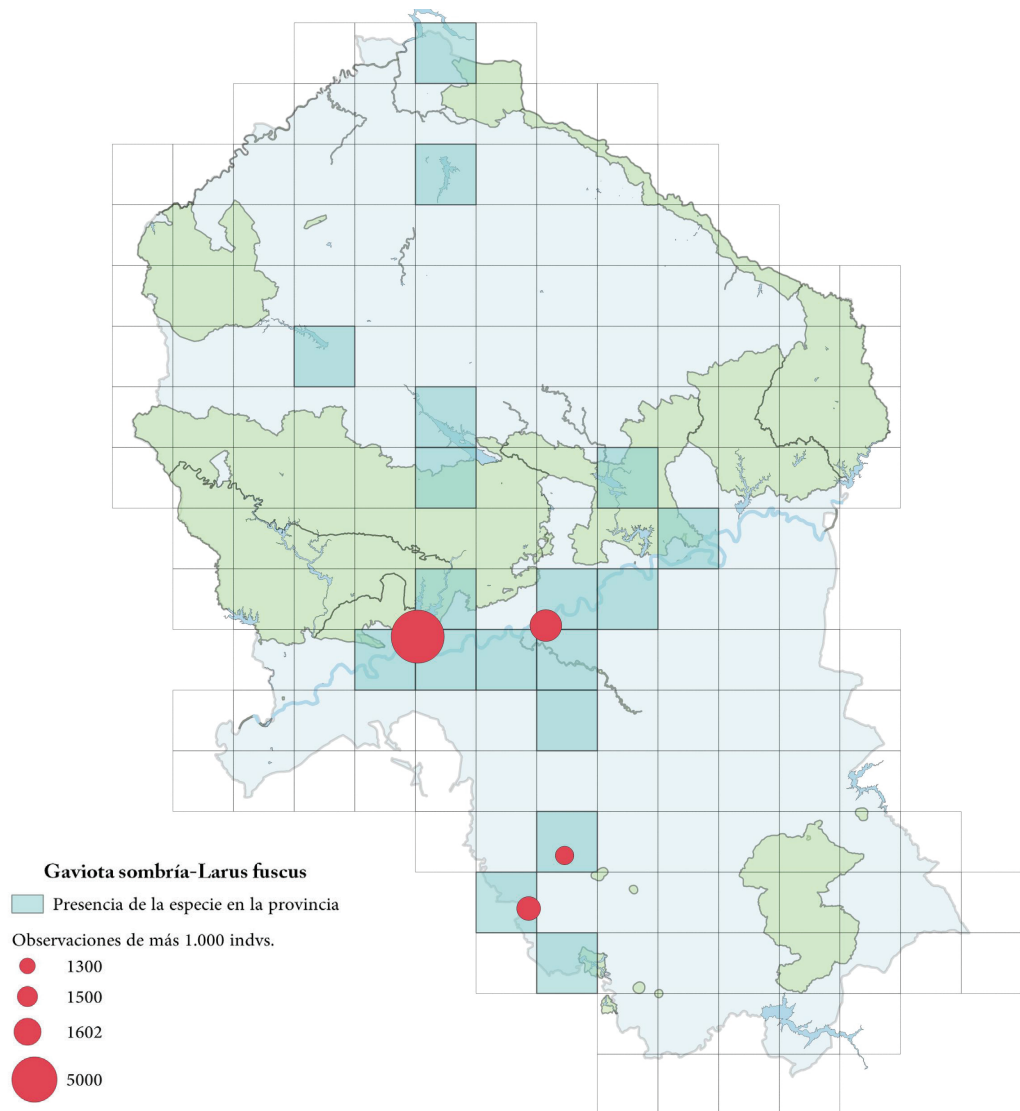 Gaviota sombría-Larus fuscus
Presencia de la especie en la provincia
Observaciones de más 1.000 indvs.
1300
1500
1602
5000